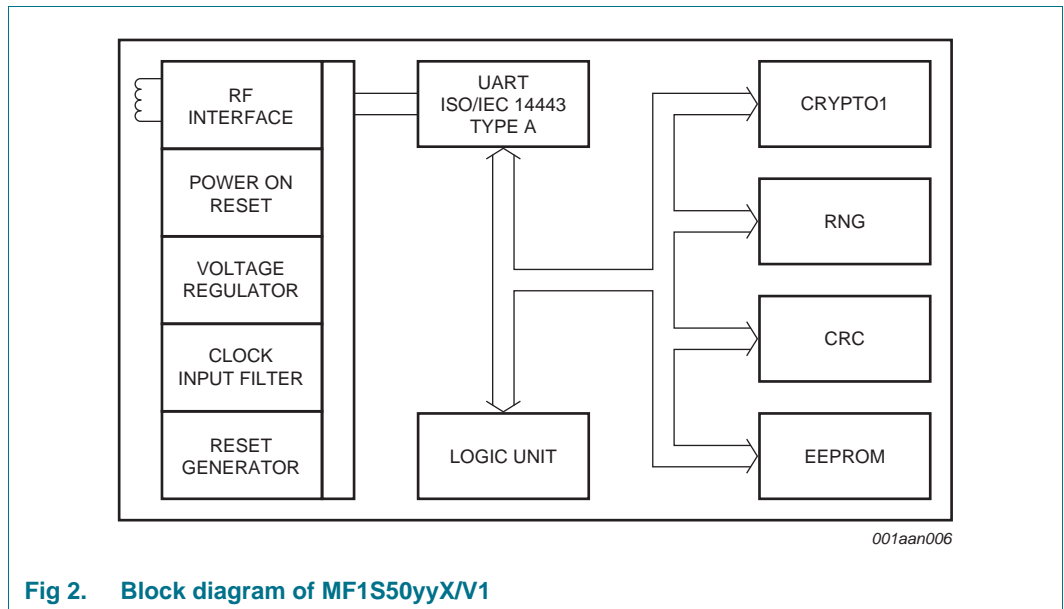 RF
INTERFACE
POWER ON
RESET
VOLTAGE
REGULATOR
CLOCK
INPUT FILTER
RESET
GENERATOR
UART
ISO/IEC 14443
TYPE A
LOGIC UNIT
CRYPTO1
RNG
CRC
EEPROM
001aan006
Fig 2. Block diagram of MF1S50yyX/V1